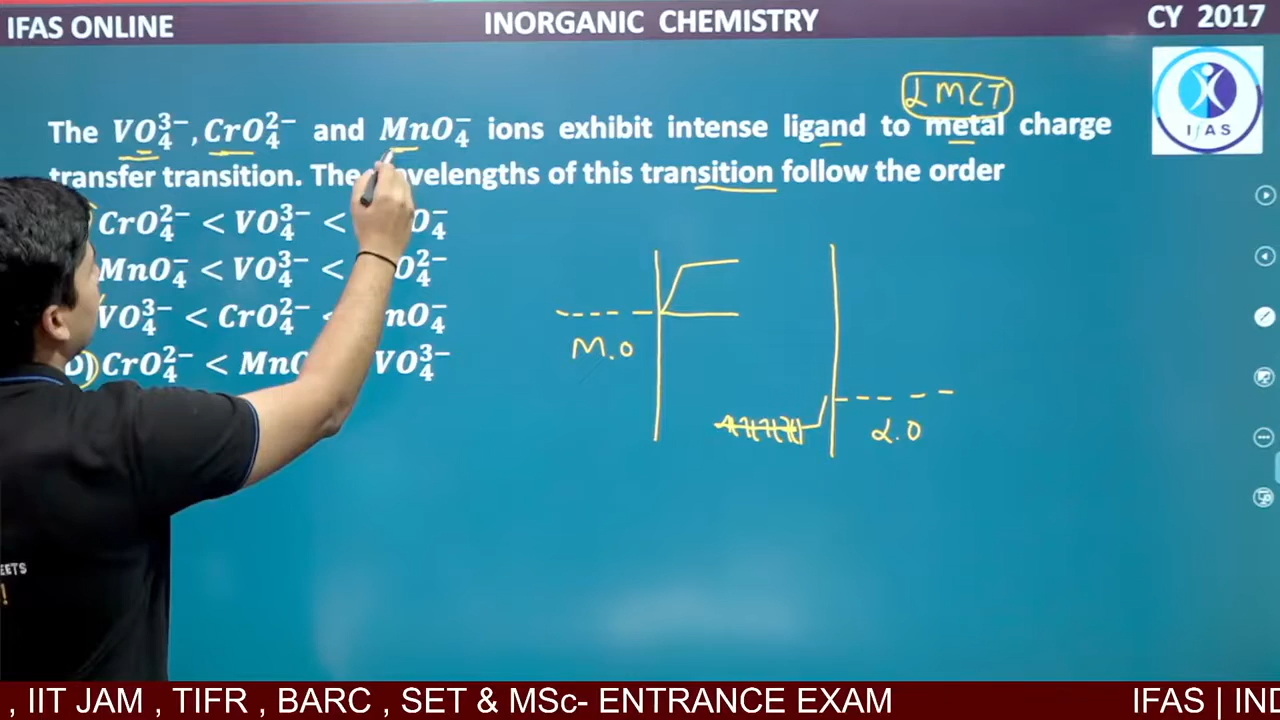 IFAS ONLINE
INORGANIC CHEMISTRY
CY 2017
LMCT
IFAS
The VO₄³⁻, CrO₄²⁻ and MnO₄⁻ ions exhibit intense ligand to metal charge
transfer transition. The wavelengths of this transition follow the order
CrO₄²⁻ < VO₄³⁻ < O₄⁻
MnO₄⁻ < VO₄³⁻ < O₄²⁻
VO₄³⁻ < CrO₄²⁻ < nO₄⁻
D) CrO₄²⁻ < MnO VO₄³⁻
M.O
L.O
EETS
!
, IIT JAM , TIFR , BARC , SET & MSc- ENTRANCE EXAM
IFAS | IND